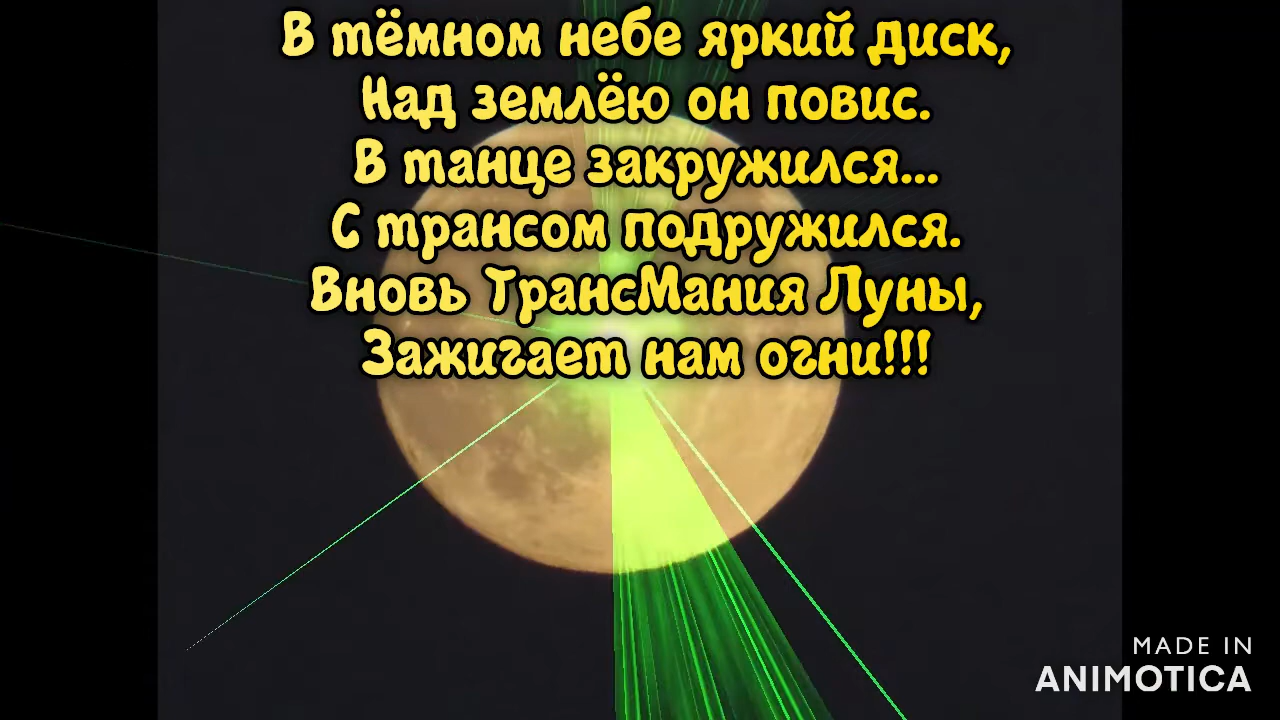 В тёмном небе яркий диск,
Над землёю он повис.
В танце закружился...
С трансом подружился.
Вновь ТрансМания Луны,
Зажигает нам огни!!!
MADE IN
ANIMOTICA